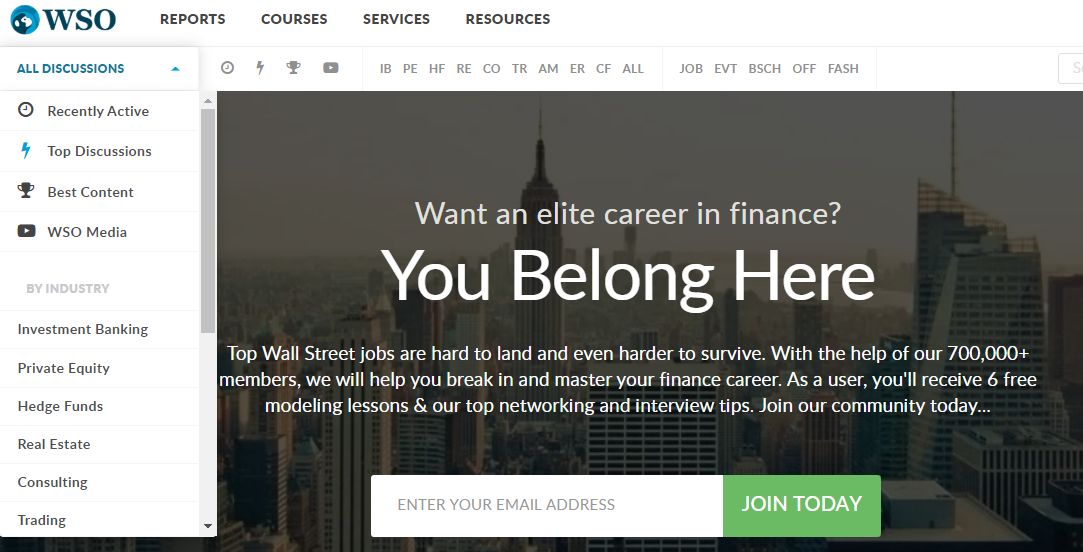 WSO
REPORTS COURSES SERVICES RESOURCES
ALL DISCUSSIONS
IB PE HF RE CO TR AM ER CF ALL JOB EVT BSCH OFF FASH
Recently Active
Top Discussions
Best Content
WSO Media
BY INDUSTRY
Investment Banking
Private Equity
Hedge Funds
Real Estate
Consulting
Trading
Want an elite career in finance?
You Belong Here
Top Wall Street jobs are hard to land and even harder to survive. With the help of our 700,000+
members, we will help you break in and master your finance career. As a user, you'll receive 6 free
modeling lessons & our top networking and interview tips. Join our community today...
ENTER YOUR EMAIL ADDRESS
JOIN TODAY